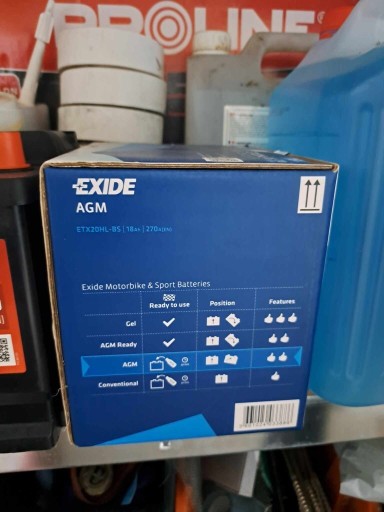 PROLINE®
EXIDE
AGM
ETX20HL-BS | 18Ah | 270A(EN)
Exide Motorbike & Sport Batteries
Ready to use Position Features
Gel
AGM Ready
AGM
Conventional